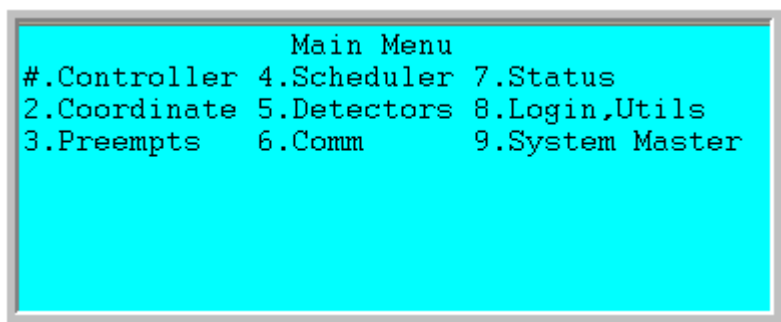 Main Menu
#.Controller 4.Scheduler 7.Status
2.Coordinate 5.Detectors 8.Login,Utils
3.Preempts 6.Comm 9.System Master